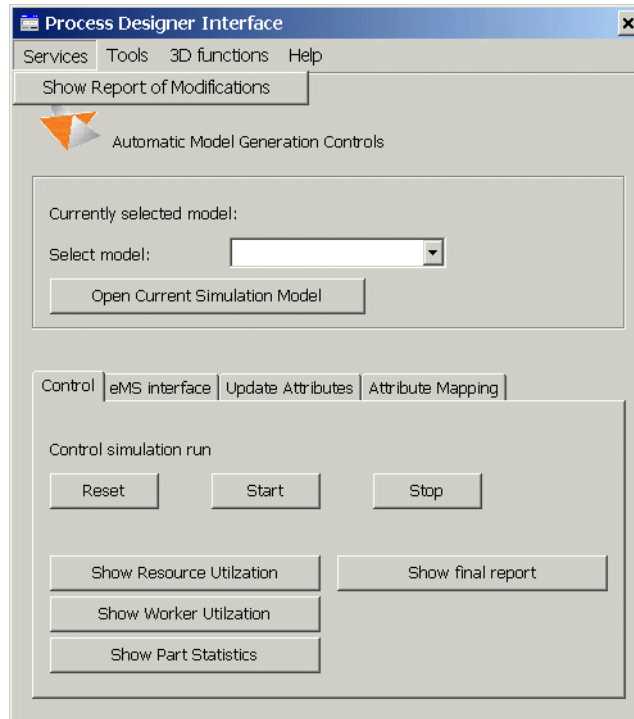 Process Designer Interface
Services Tools 3D functions Help
Show Report of Modifications
Automatic Model Generation Controls
Currently selected model:
Select model:
Open Current Simulation Model
Control eMS interface Update Attributes Attribute Mapping
Control simulation run
Reset Start Stop
Show Resource Utilzation Show final report
Show Worker Utilzation
Show Part Statistics